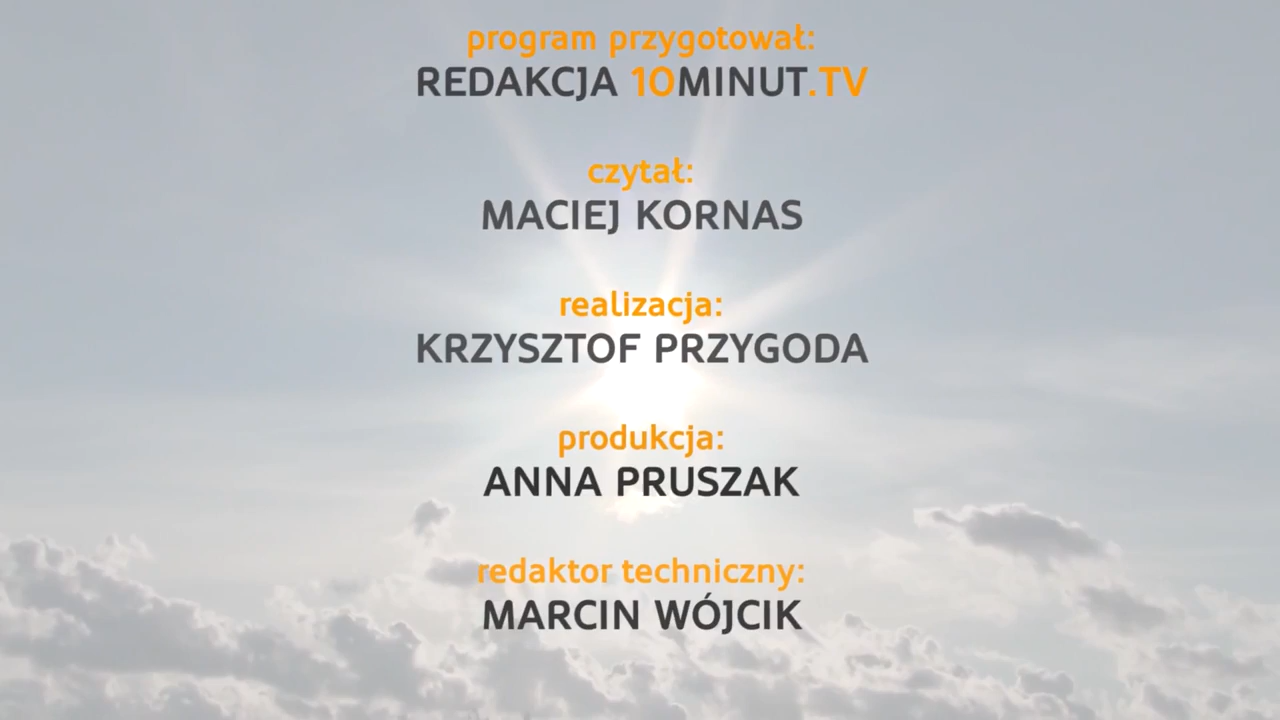 program przygotował:
REDAKCJA 10MINUT.TV
czytał:
MACIEJ KORNAS
realizacja:
KRZYSZTOF PRZYGODA
produkcja:
ANNA PRUSZAK
redaktor techniczny:
MARCIN WÓJCIK